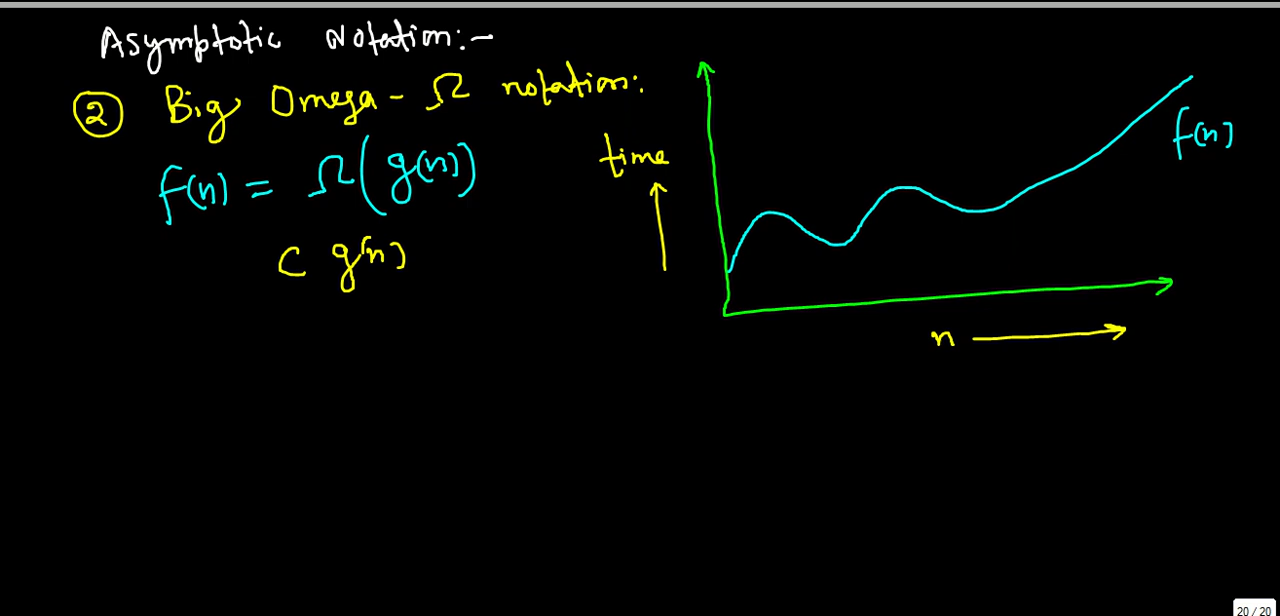 Asymptotic Notation:-
② Big Omega - Ω notation:
f(n) = Ω(g(n))
c g(n)
time
f(n)
n
20 / 20